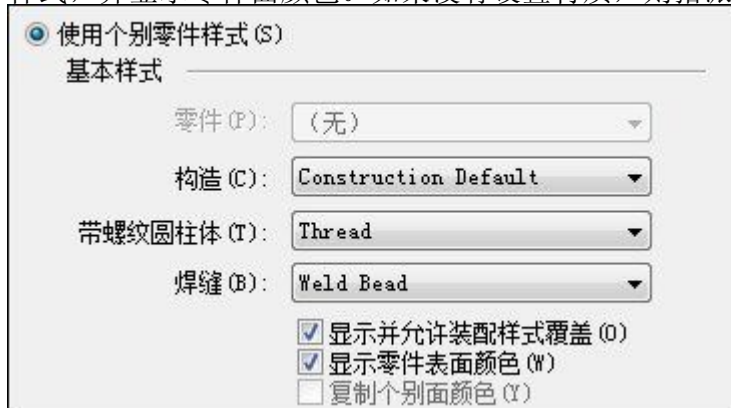 使用个别零件样式(S)
基本样式
零件(P): (无)
构造(C): Construction Default
带螺纹圆柱体(T): Thread
焊缝(B): Weld Bead
显示并允许装配样式覆盖(O)
显示零件表面颜色(W)
复制个别面颜色(Y)